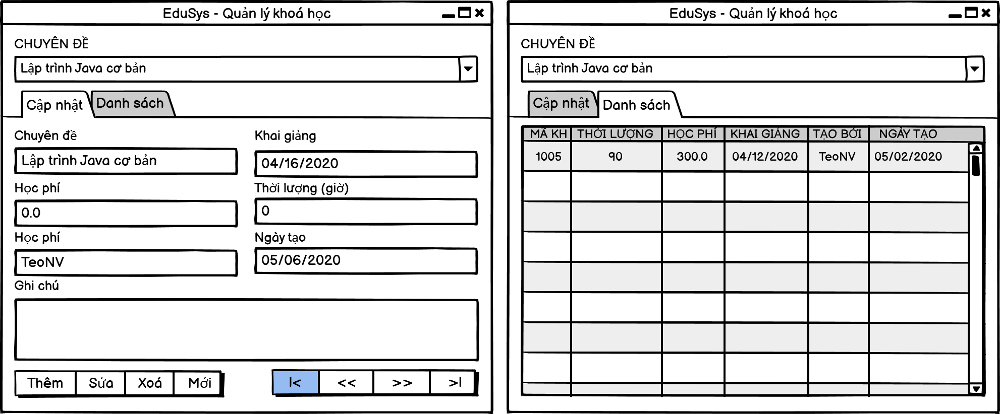 EduSys - Quản lý khoá học
CHUYÊN ĐỀ
Lập trình Java cơ bản
Cập nhật
Danh sách
Chuyên đề
Khai giảng
Lập trình Java cơ bản
04/16/2020
Học phí
Thời lượng (giờ)
0.0
0
Học phí
Ngày tạo
TeoNV
05/06/2020
Ghi chú
Thêm
Sửa
Xoá
Mới
|<
<<
>>
>|
EduSys - Quản lý khoá học
CHUYÊN ĐỀ
Lập trình Java cơ bản
Cập nhật
Danh sách
MÃ KH THỜI LƯỢNG HỌC PHÍ KHAI GIẢNG TẠO BỞI NGÀY TẠO
1005 90 300.0 04/12/2020 TeoNV 05/02/2020